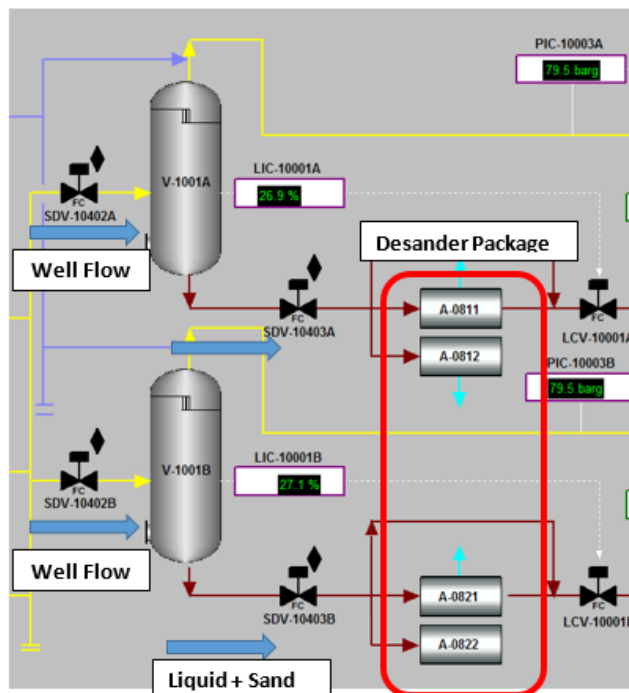 PIC-10003A
79.5 barg
V-1001A
LIC-10001A
26.9 %
FC
SDV-10402A
Well Flow
Desander Package
A-0811
FC
SDV-10403A
FC
LCV-10001A
A-0812
PIC-10003B
79.5 barg
V-1001B
LIC-10001B
27.1 %
FC
SDV-10402B
Well Flow
A-0821
FC
SDV-10403B
FC
A-0822
Liquid + Sand